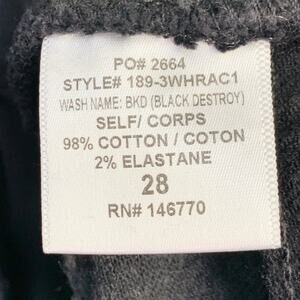 PO# 2664
STYLE# 189-3WHRAC1
WASH NAME: BKD (BLACK DESTROY)
SELF/ CORPS
98% COTTON / COTON
2% ELASTANE
28
RN# 146770